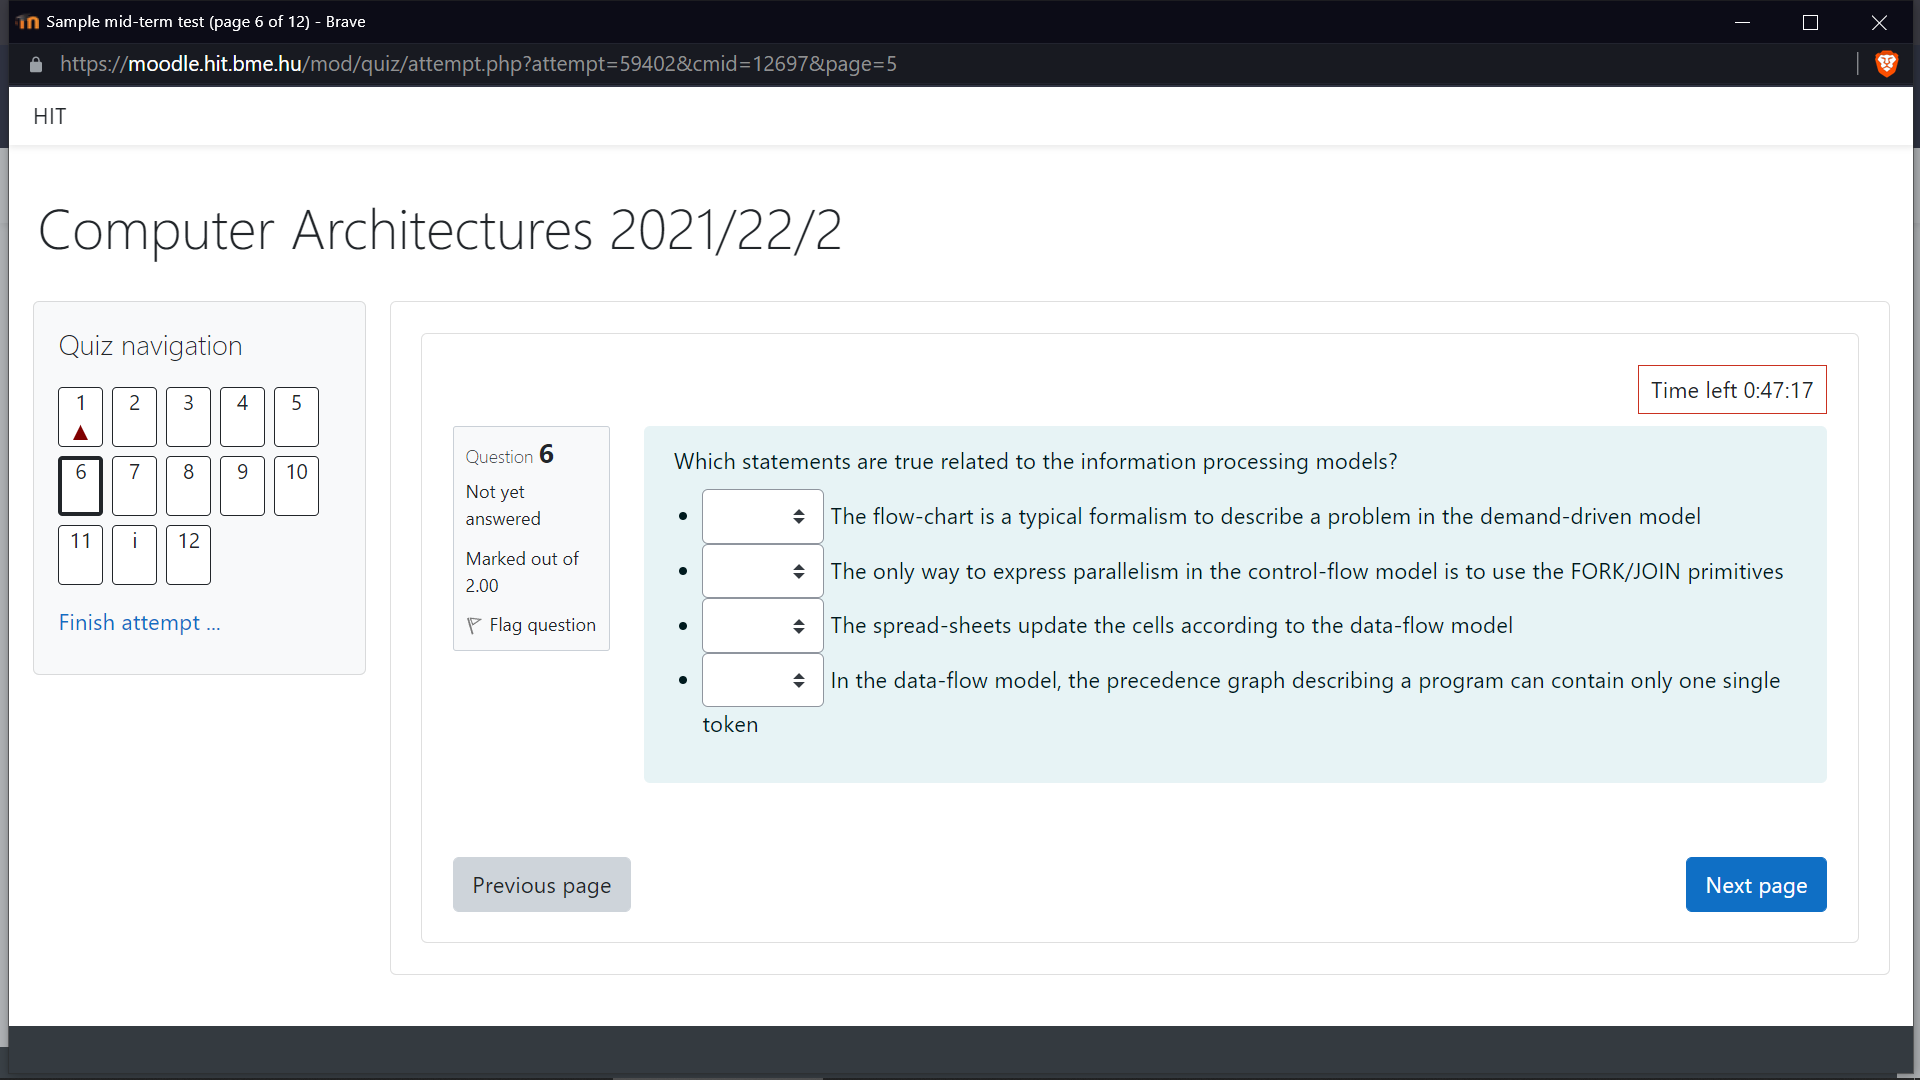 Sample mid-term test (page 6 of 12) - Brave
https://moodle.hit.bme.hu/mod/quiz/attempt.php?attempt=59402&cmid=12697&page=5
HIT
Computer Architectures 2021/22/2
Quiz navigation
1 2 3 4 5
6 7 8 9 10
11 i 12
Finish attempt ...
Time left 0:47:17
Question 6
Not yet
answered
Marked out of
2.00
Flag question
Which statements are true related to the information processing models?
The flow-chart is a typical formalism to describe a problem in the demand-driven model
The only way to express parallelism in the control-flow model is to use the FORK/JOIN primitives
The spread-sheets update the cells according to the data-flow model
In the data-flow model, the precedence graph describing a program can contain only one single
token
Previous page
Next page